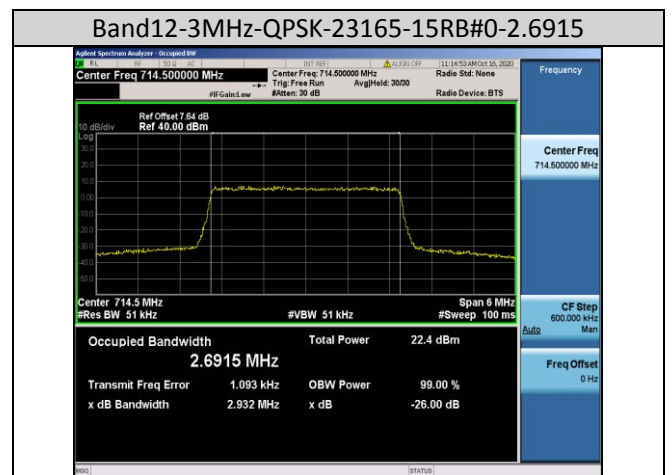 Band12-3MHz-QPSK-23165-15RB#0-2.6915
Agilent Spectrum Analyzer - Occupied BW
RL RF 50 Ω AC INT REF ALIGN OFF 11:14:53 AM Oct 16, 2020
Center Freq 714.500000 MHz
Center Freq: 714.500000 MHz Radio Std: None
Trig: Free Run Avg|Held: 30/30
#IFGain:Low #Atten: 30 dB Radio Device: BTS
Frequency
Ref Offset 7.64 dB
10 dB/div Ref 40.00 dBm
Log
30.0
20.0
10.0
0.00
-10.0
-20.0
-30.0
-40.0
-50.0
Center Freq
714.500000 MHz
Center 714.5 MHz Span 6 MHz
#Res BW 51 kHz #VBW 51 kHz #Sweep 100 ms
CF Step
600.000 kHz
Auto Man
Occupied Bandwidth Total Power 22.4 dBm
2.6915 MHz
Transmit Freq Error 1.093 kHz OBW Power 99.00 %
x dB Bandwidth 2.932 MHz x dB -26.00 dB
Freq Offset
0 Hz
MSG STATUS